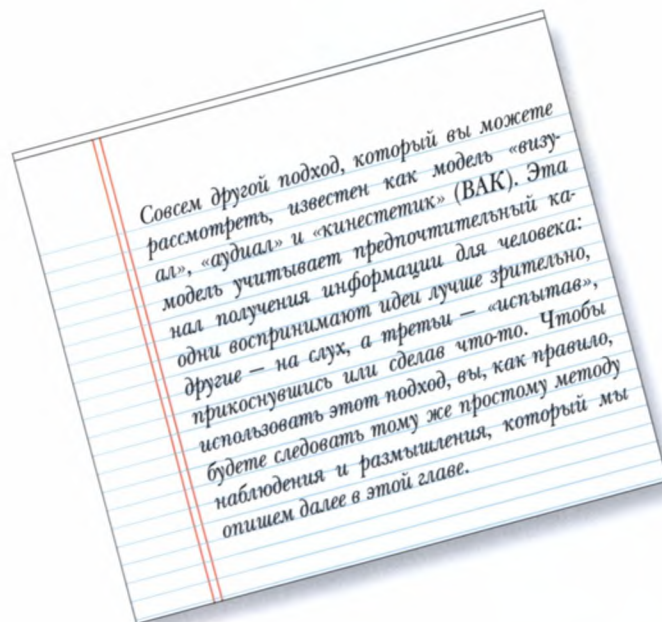 Совсем другой подход, который вы можете
рассмотреть, известен как модель «визу-
ал», «аудиал» и «кинестетик» (ВАК). Эта
модель учитывает предпочтительный ка-
нал получения информации для человека:
одни воспринимают идеи лучше зрительно,
другие — на слух, а третьи — «испытав»,
прикоснувшись или сделав что-то. Чтобы
использовать этот подход, вы, как правило,
будете следовать тому же простому методу
наблюдения и размышления, который мы
опишем далее в этой главе.